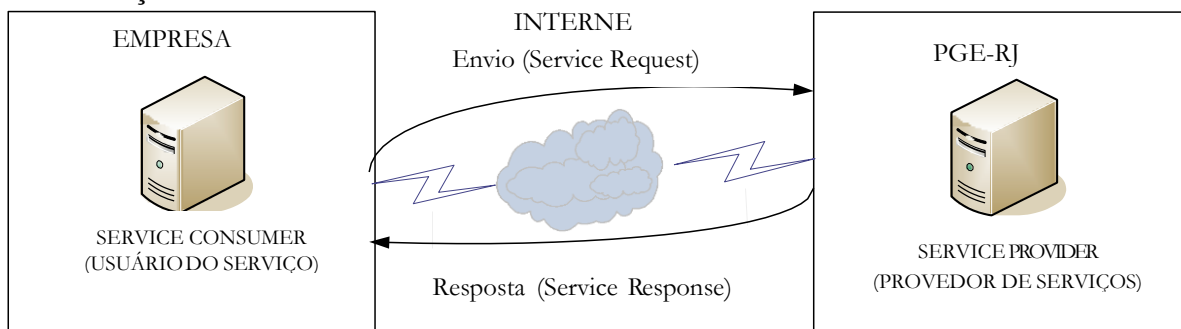 EMPRESA
SERVICE CONSUMER
(USUÁRIO DO SERVIÇO)
INTERNE
Envio (Service Request)
Resposta (Service Response)
PGE-RJ
SERVICE PROVIDER
(PROVEDOR DE SERVIÇOS)